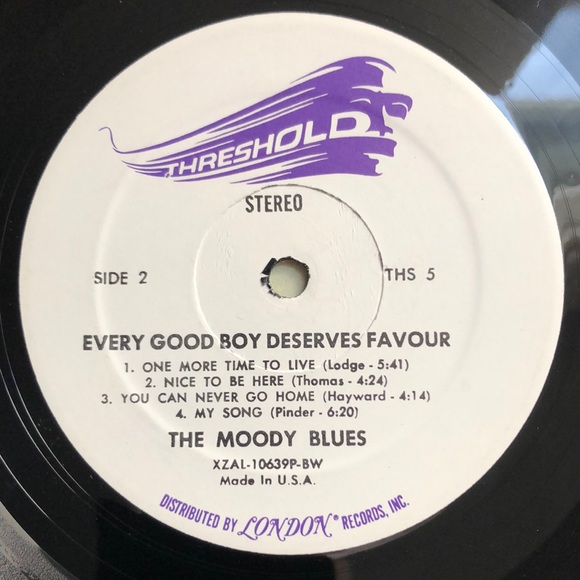 THRESHOLD
STEREO
SIDE 2
THS 5
EVERY GOOD BOY DESERVES FAVOUR
1. ONE MORE TIME TO LIVE (Lodge - 5:41)
2. NICE TO BE HERE (Thomas - 4:24)
3. YOU CAN NEVER GO HOME (Hayward - 4:14)
4. MY SONG (Pinder - 6:20)
THE MOODY BLUES
XZAL-10639P-BW
Made In U.S.A.
DISTRIBUTED BY LONDON® RECORDS, INC.